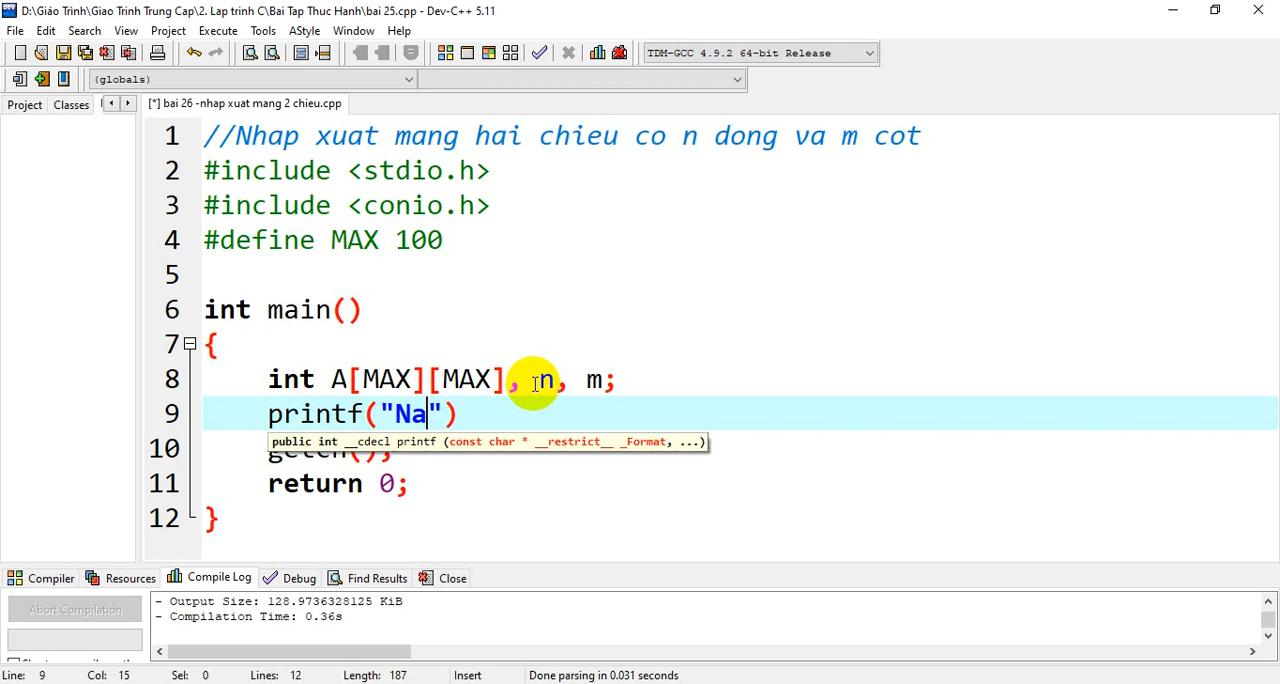 D:\Giáo Trình\Giao Trinh Trung Cap\2. Lap trinh C\Bai Tap Thuc Hanh\bai 25.cpp - Dev-C++ 5.11
File Edit Search View Project Execute Tools AStyle Window Help
TDM-GCC 4.9.2 64-bit Release
(globals)
Project Classes
[*] bai 26 -nhap xuat mang 2 chieu.cpp
1 //Nhap xuat mang hai chieu co n dong va m cot
2 #include <stdio.h>
3 #include <conio.h>
4 #define MAX 100
5
6 int main()
7 {
8 int A[MAX][MAX], n, m;
9 printf("Na")
public int __cdecl printf (const char * __restrict__ _Format, ...)
10 getch();
11 return 0;
12 }
Compiler Resources Compile Log Debug Find Results Close
Abort Compilation
- Output Size: 128.9736328125 KiB
- Compilation Time: 0.36s
Line: 9 Col: 15 Sel: 0 Lines: 12 Length: 187 Insert Done parsing in 0.031 seconds